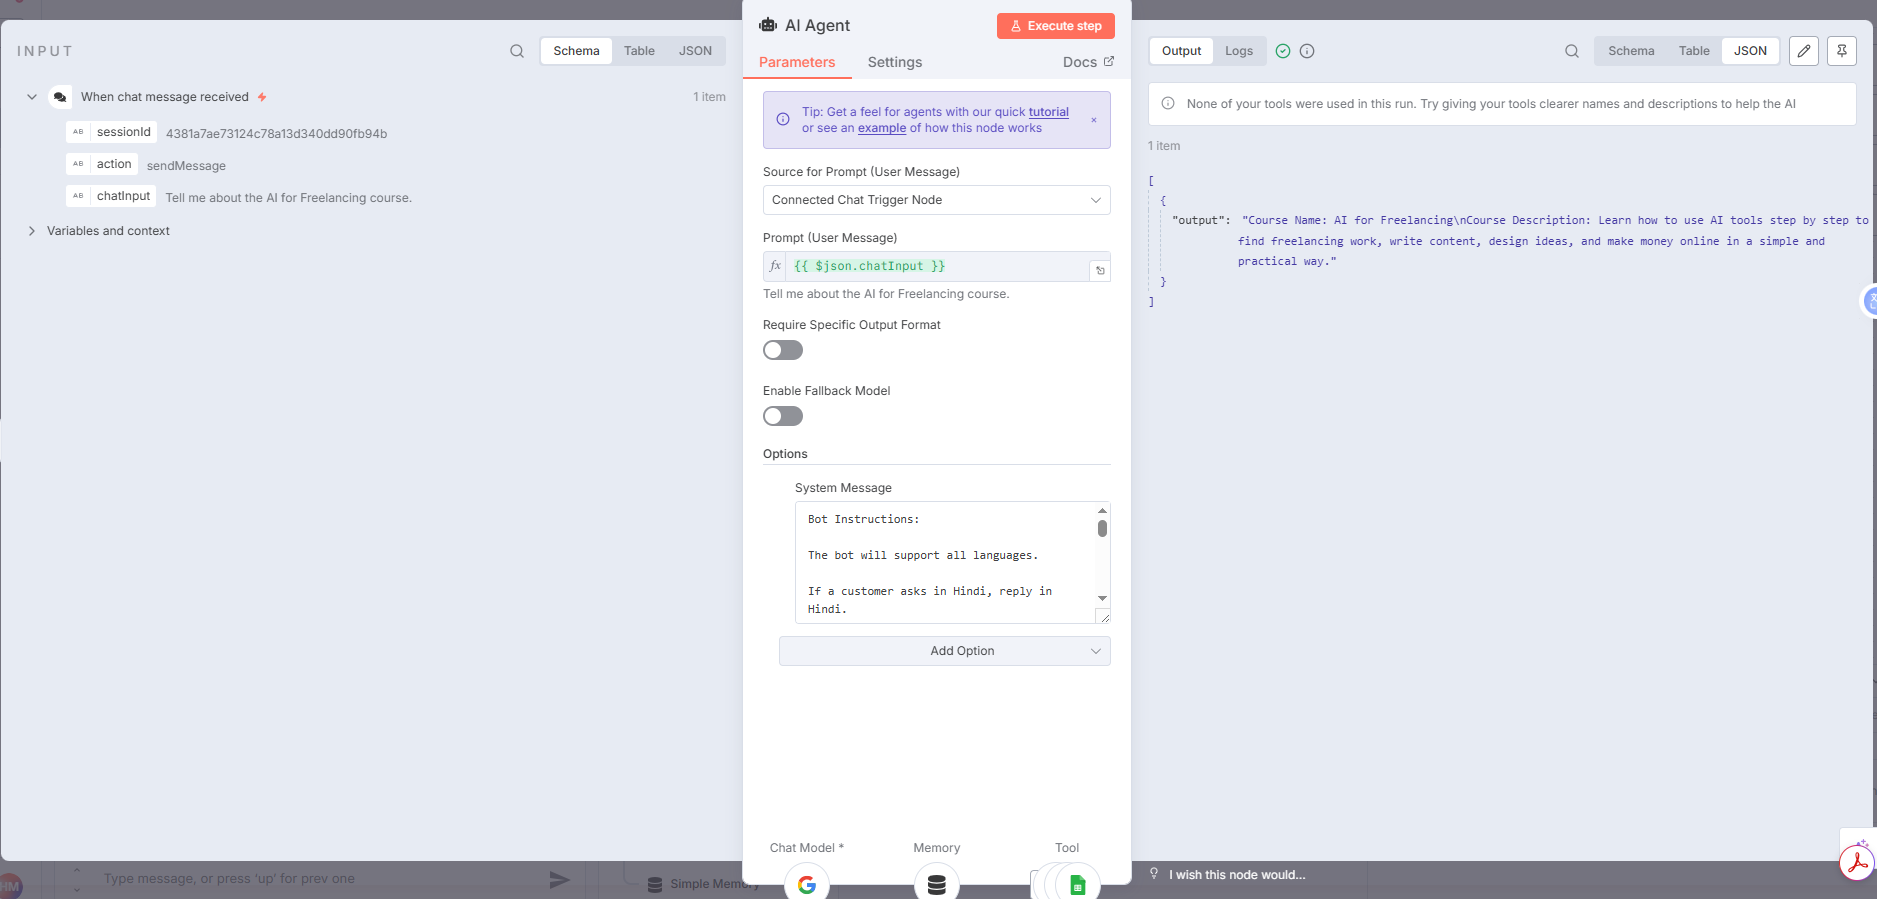 INPUT
Schema
Table
JSON
When chat message received
1 item
AB sessionId 4381a7ae73124c78a13d340dd90fb94b
AB action sendMessage
AB chatInput Tell me about the AI for Freelancing course.
Variables and context
AI Agent
Execute step
Parameters
Settings
Docs
Tip: Get a feel for agents with our quick tutorial
or see an example of how this node works
×
Source for Prompt (User Message)
Connected Chat Trigger Node
Prompt (User Message)
fx {{ $json.chatInput }}
Tell me about the AI for Freelancing course.
Require Specific Output Format
Enable Fallback Model
Options
System Message
Bot Instructions:
The bot will support all languages.
If a customer asks in Hindi, reply in
Hindi.
Add Option
Chat Model *
Memory
Tool
Output
Logs
Schema
Table
JSON
None of your tools were used in this run. Try giving your tools clearer names and descriptions to help the AI
1 item
[
{
"output": "Course Name: AI for Freelancing\nCourse Description: Learn how to use AI tools step by step to
find freelancing work, write content, design ideas, and make money online in a simple and
practical way."
}
]
HM
Type message, or press 'up' for prev one
Simple Memory
I wish this node would...